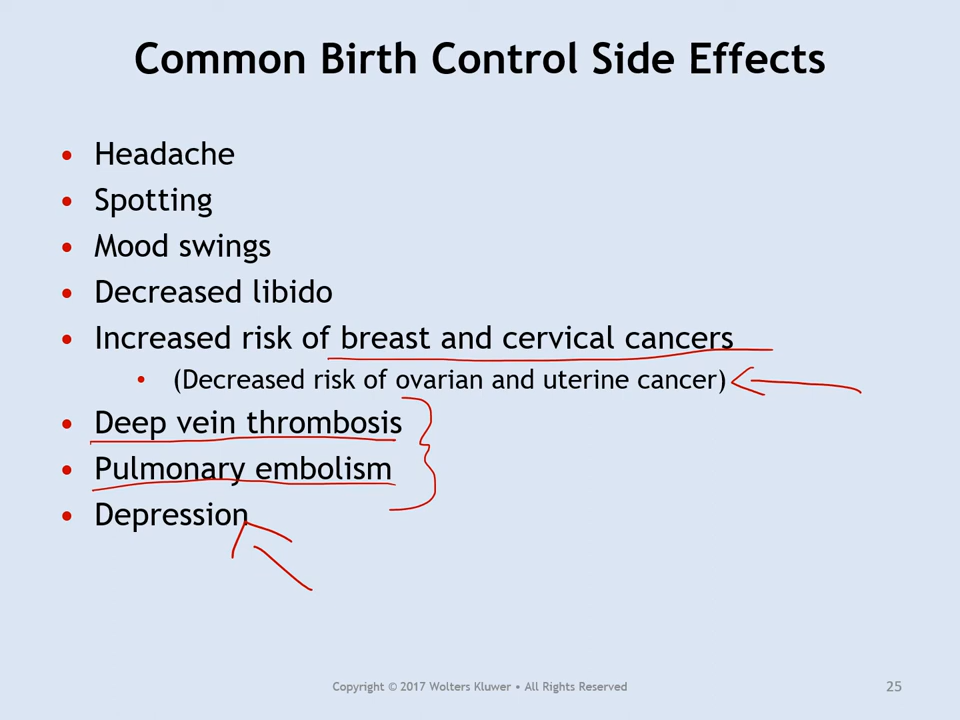 Common Birth Control Side Effects
• Headache
• Spotting
• Mood swings
• Decreased libido
• Increased risk of breast and cervical cancers
• (Decreased risk of ovarian and uterine cancer)
• Deep vein thrombosis
• Pulmonary embolism
• Depression
Copyright © 2017 Wolters Kluwer • All Rights Reserved
25